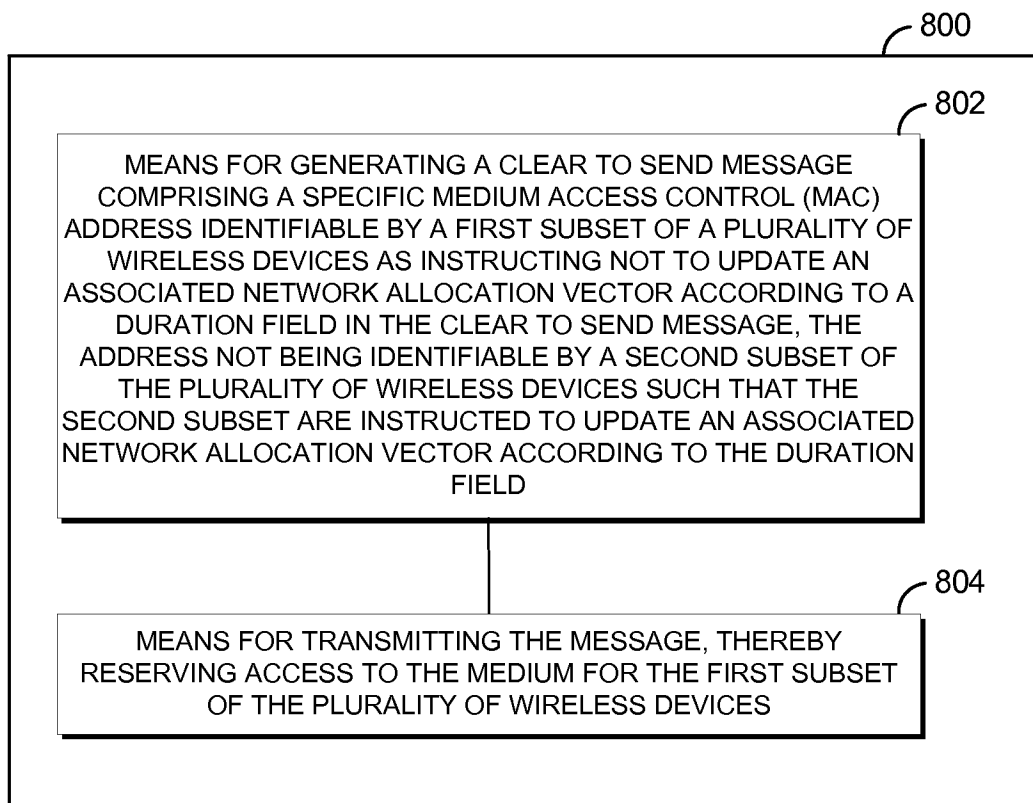 800
802
MEANS FOR GENERATING A CLEAR TO SEND MESSAGE
COMPRISING A SPECIFIC MEDIUM ACCESS CONTROL (MAC)
ADDRESS IDENTIFIABLE BY A FIRST SUBSET OF A PLURALITY OF
WIRELESS DEVICES AS INSTRUCTING NOT TO UPDATE AN
ASSOCIATED NETWORK ALLOCATION VECTOR ACCORDING TO A
DURATION FIELD IN THE CLEAR TO SEND MESSAGE, THE
ADDRESS NOT BEING IDENTIFIABLE BY A SECOND SUBSET OF
THE PLURALITY OF WIRELESS DEVICES SUCH THAT THE
SECOND SUBSET ARE INSTRUCTED TO UPDATE AN ASSOCIATED
NETWORK ALLOCATION VECTOR ACCORDING TO THE DURATION
FIELD
804
MEANS FOR TRANSMITTING THE MESSAGE, THEREBY
RESERVING ACCESS TO THE MEDIUM FOR THE FIRST SUBSET
OF THE PLURALITY OF WIRELESS DEVICES